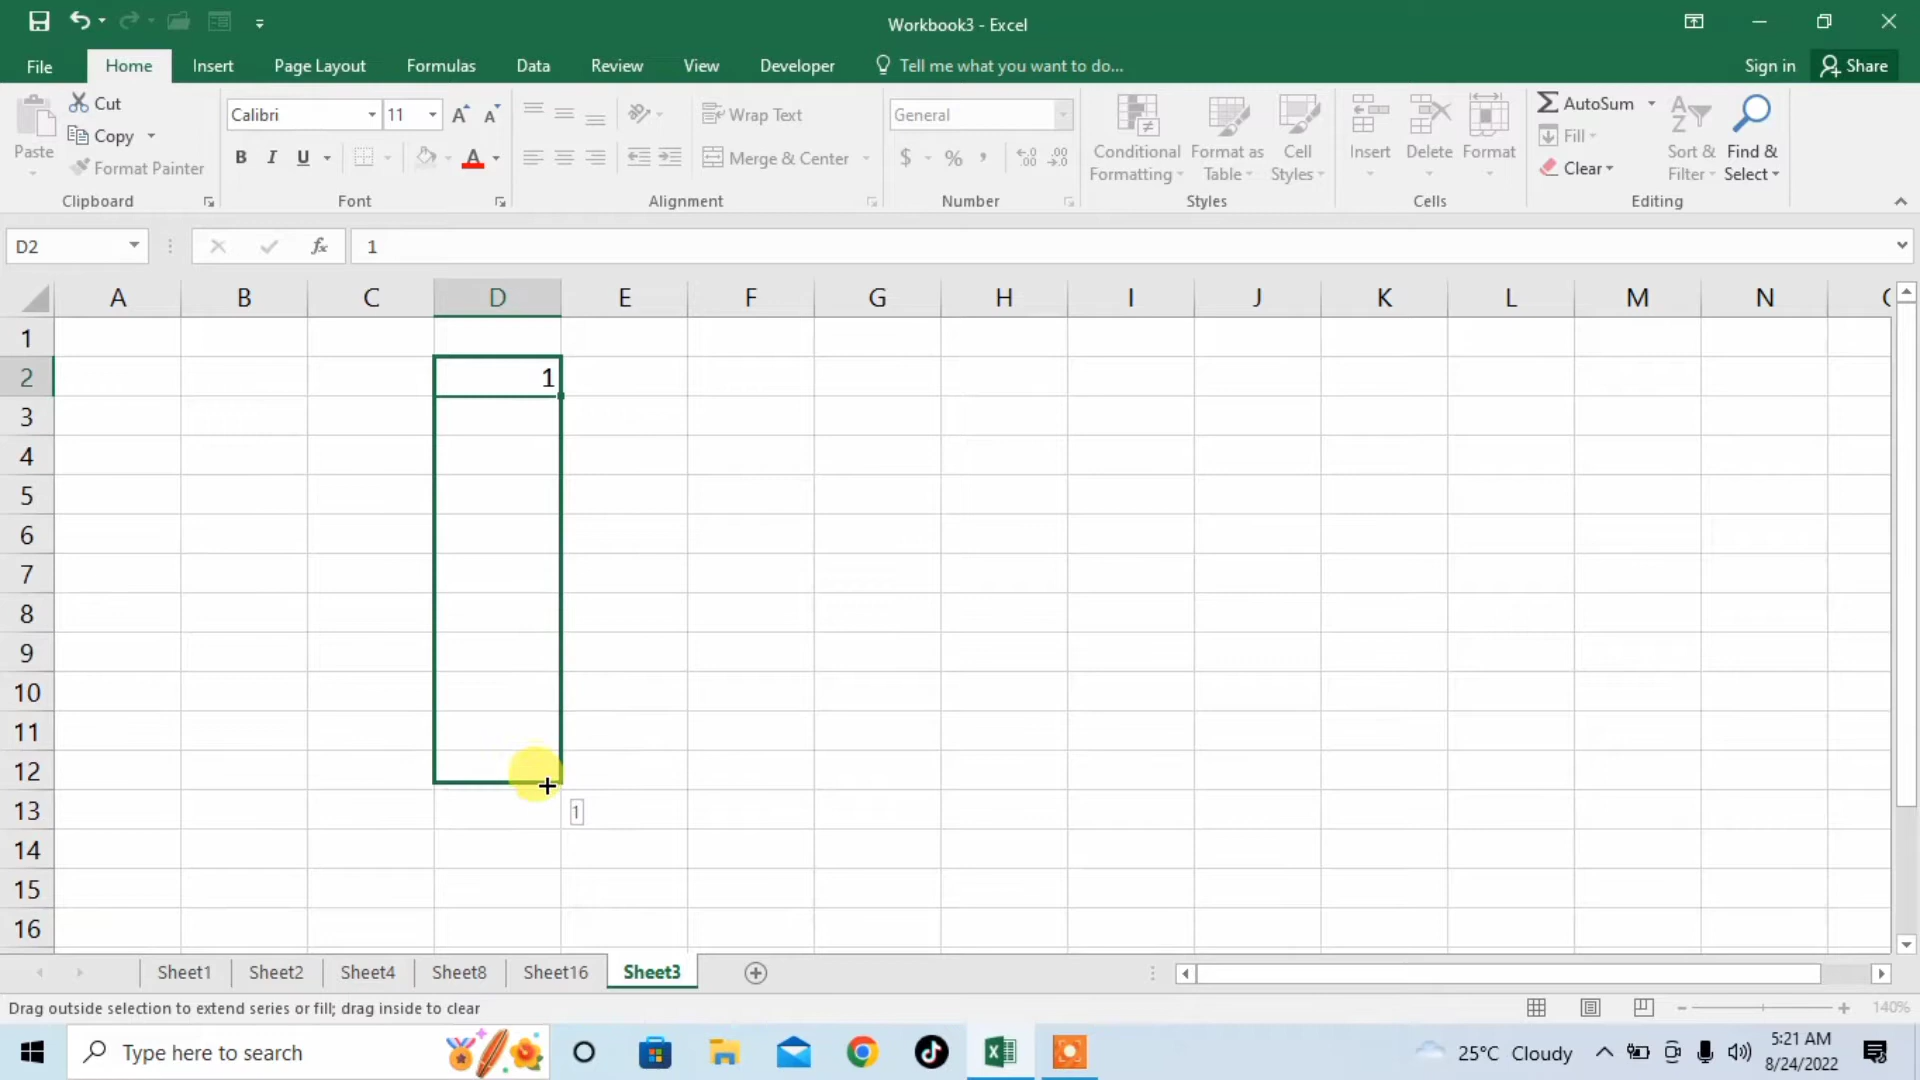 Workbook3 - Excel
File Home Insert Page Layout Formulas Data Review View Developer Tell me what you want to do... Sign in Share
Paste
Cut
Copy
Format Painter
Clipboard
Calibri 11
B I U A
Font
Wrap Text
Merge & Center
Alignment
General
$ % ,
Number
Conditional Formatting
Format as Table
Cell Styles
Styles
Insert Delete Format
Cells
AutoSum
Fill
Clear
Sort & Filter
Find & Select
Editing
D2 fx 1
A B C D E F G H I J K L M N
1
2 1
3
4
5
6
7
8
9
10
11
12
13 1
14
15
16
Sheet1 Sheet2 Sheet4 Sheet8 Sheet16 Sheet3
Drag outside selection to extend series or fill; drag inside to clear 140%
Type here to search 25°C Cloudy 5:21 AM
8/24/2022